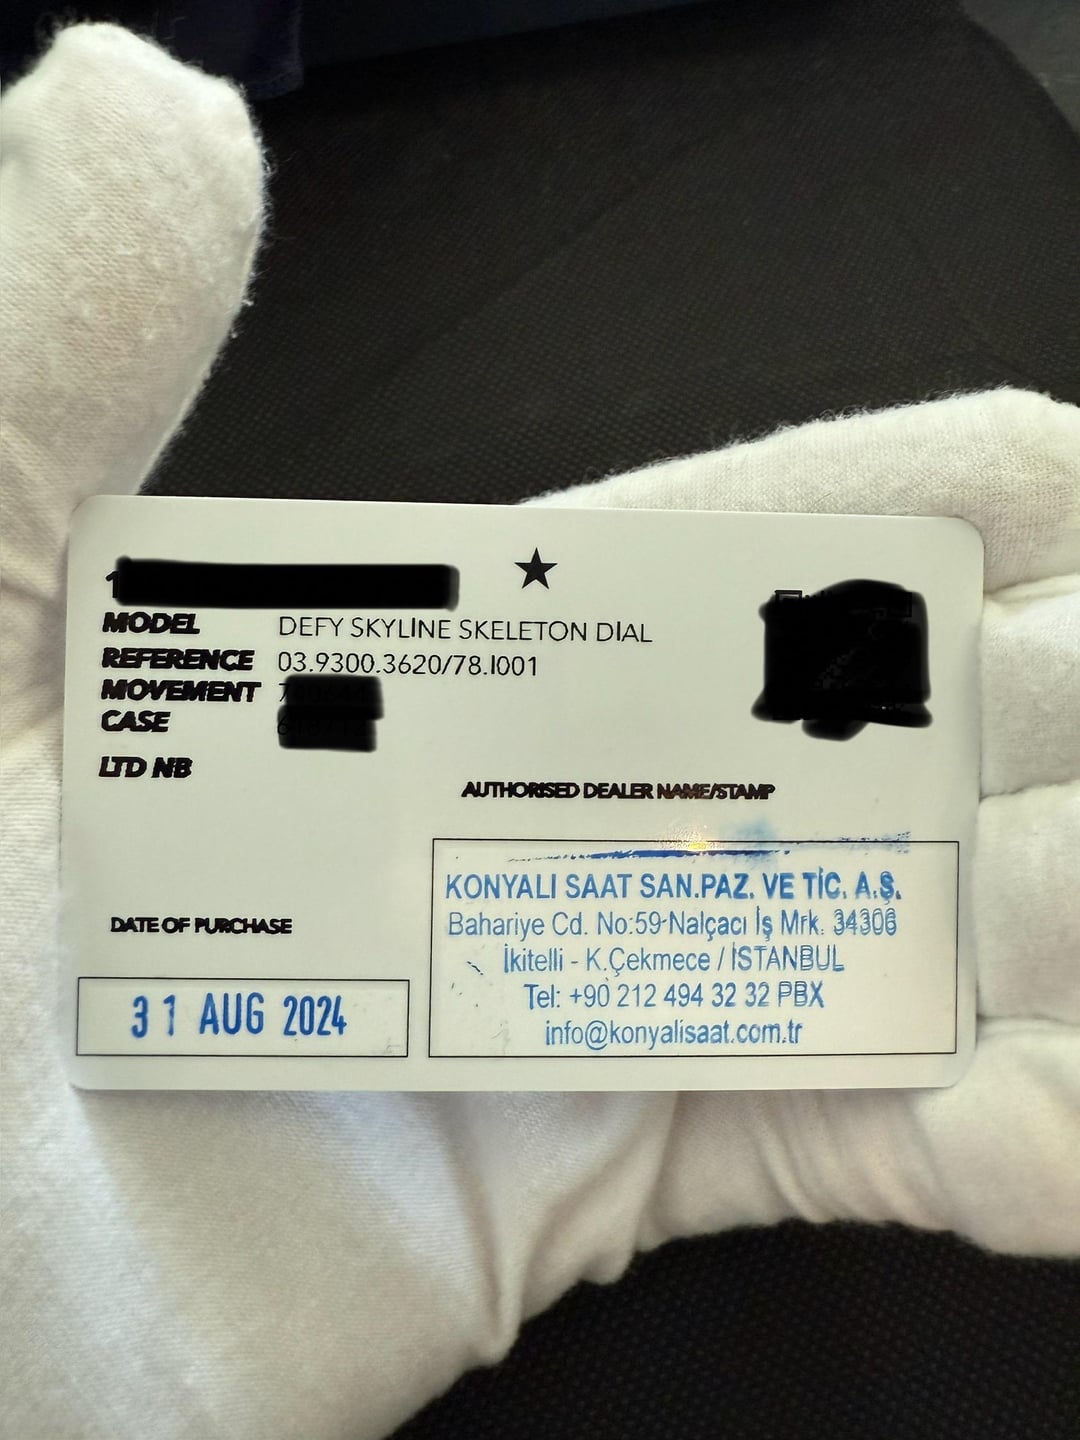 MODEL DEFY SKYLINE SKELETON DIAL
REFERENCE 03.9300.3620/78.I001
MOVEMENT
CASE
LTD NB
AUTHORISED DEALER NAME/STAMP
KONYALI SAAT SAN.PAZ. VE TİC. A.Ş.
Bahariye Cd. No:59-Nalçacı İş Mrk. 34306
İkitelli - K.Çekmece / İSTANBUL
Tel: +90 212 494 32 32 PBX
info@konyalisaat.com.tr
DATE OF PURCHASE
31 AUG 2024